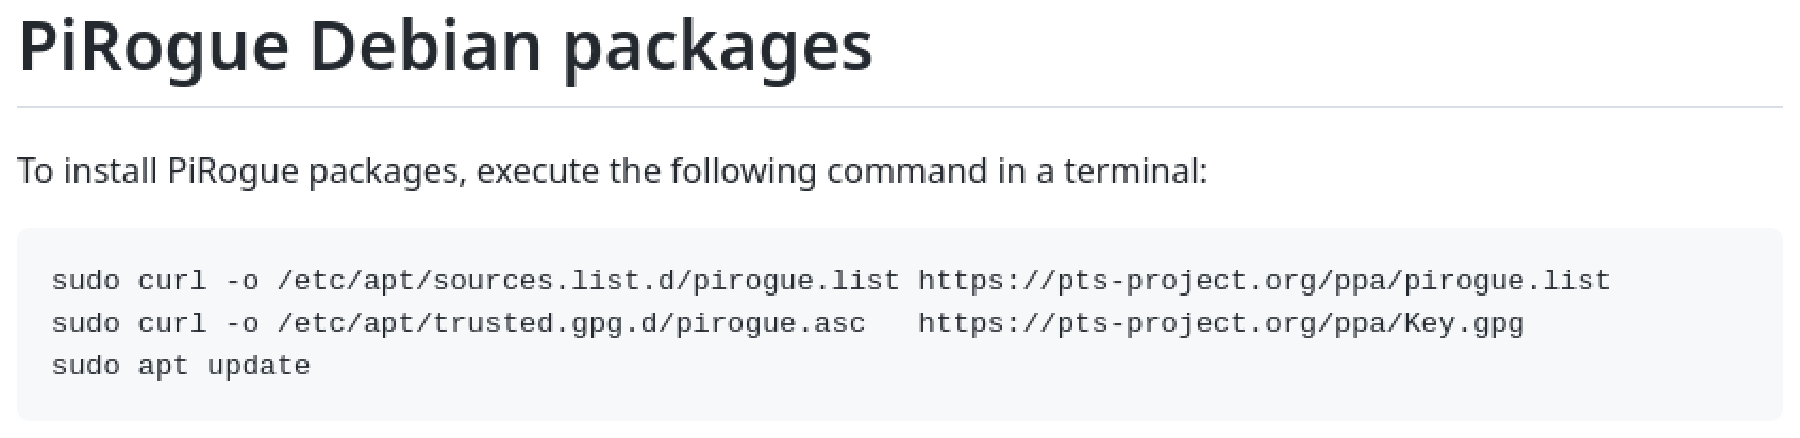 PiRogue Debian packages
To install PiRogue packages, execute the following command in a terminal:
sudo curl -o /etc/apt/sources.list.d/pirogue.list https://pts-project.org/ppa/pirogue.list
sudo curl -o /etc/apt/trusted.gpg.d/pirogue.asc   https://pts-project.org/ppa/Key.gpg
sudo apt update